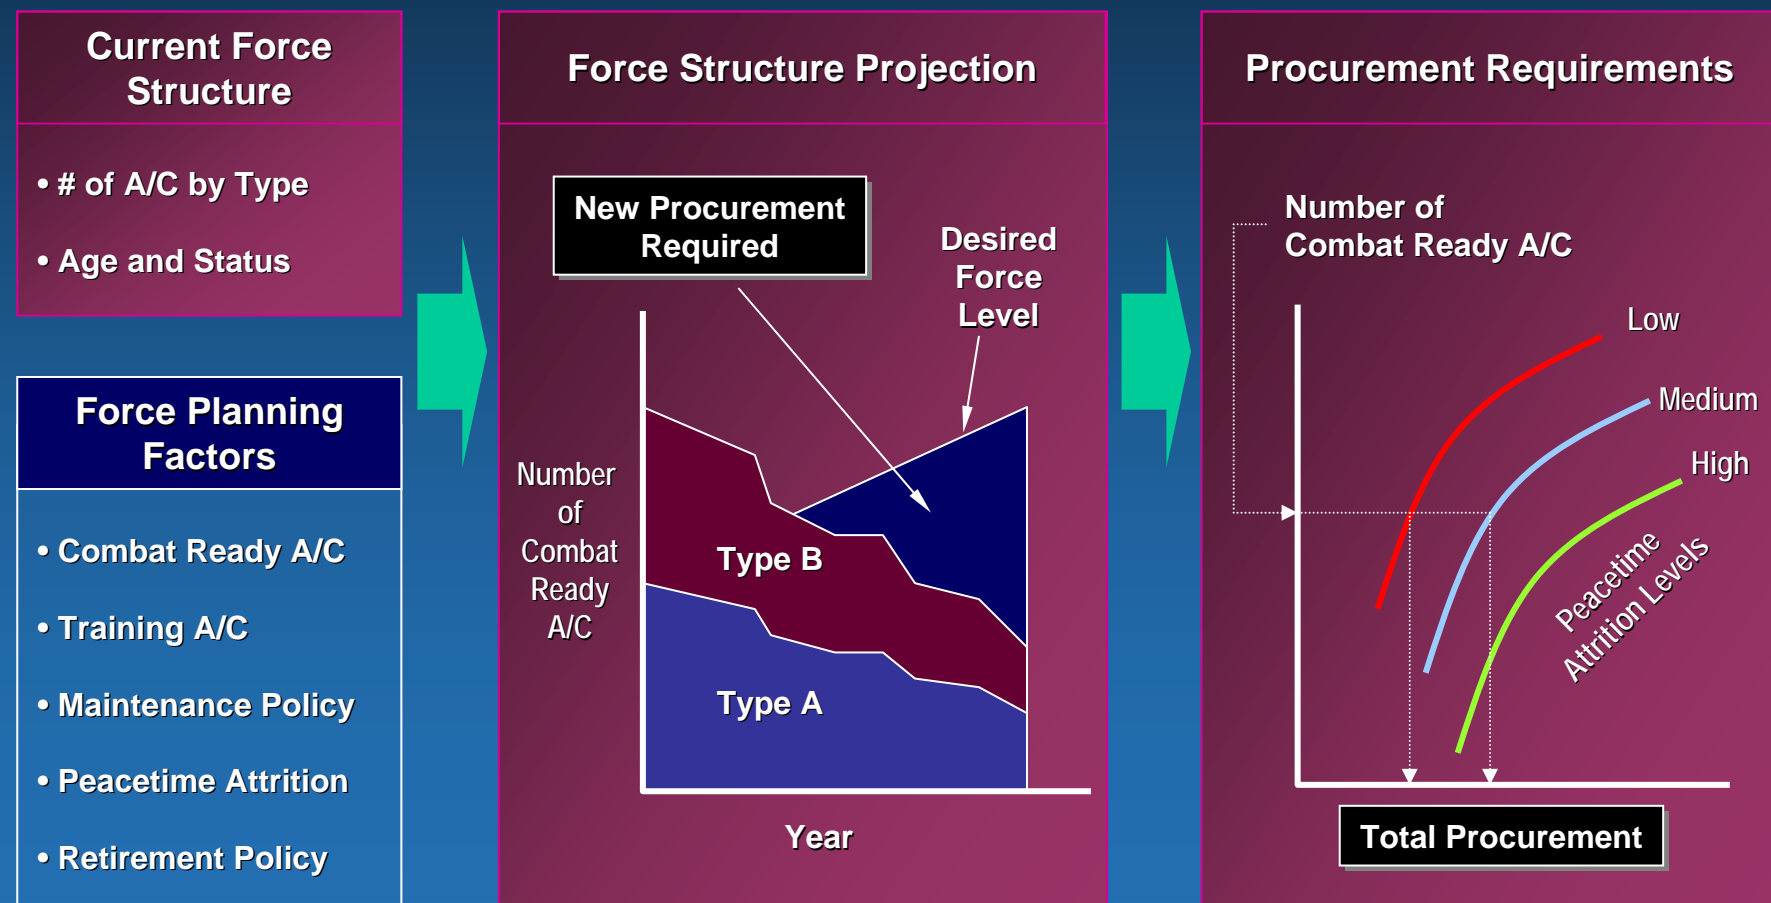 Current Force
Structure
• # of A/C by Type
• Age and Status
Force Planning
Factors
• Combat Ready A/C
• Training A/C
• Maintenance Policy
• Peacetime Attrition
• Retirement Policy
Force Structure Projection
New Procurement
Required
Desired
Force
Level
Number
of
Combat
Ready
A/C
Type B
Type A
Year
Procurement Requirements
Number of
Combat Ready A/C
Low
Medium
High
Peacetime
Attrition Levels
Total Procurement